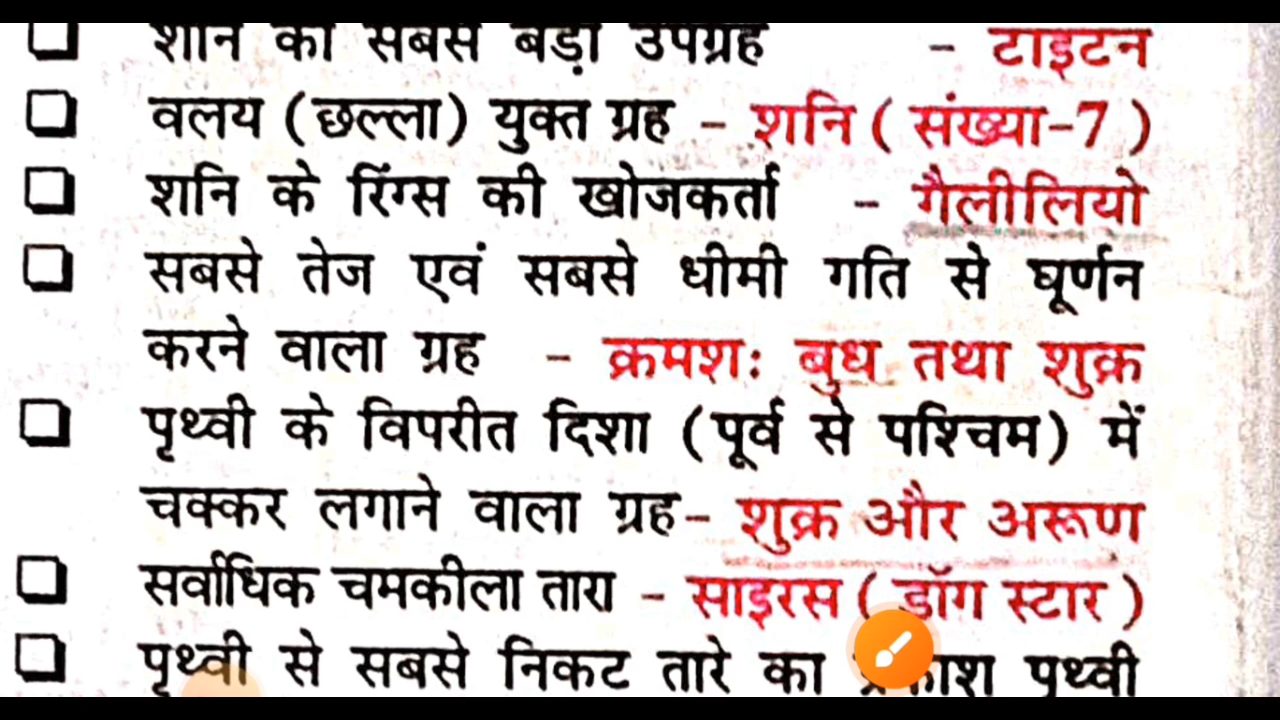 शनि का सबसे बड़ा उपग्रह - टाइटन
वलय (छल्ला) युक्त ग्रह - शनि ( संख्या-7 )
शनि के रिंग्स की खोजकर्ता - गैलीलियो
सबसे तेज एवं सबसे धीमी गति से घूर्णन
करने वाला ग्रह - क्रमशः बुध तथा शुक्र
पृथ्वी के विपरीत दिशा (पूर्व से पश्चिम) में
चक्कर लगाने वाला ग्रह- शुक्र और अरूण
सर्वाधिक चमकीला तारा - साइरस ( डॉग स्टार )
पृथ्वी से सबसे निकट तारे का प्रकाश पृथ्वी